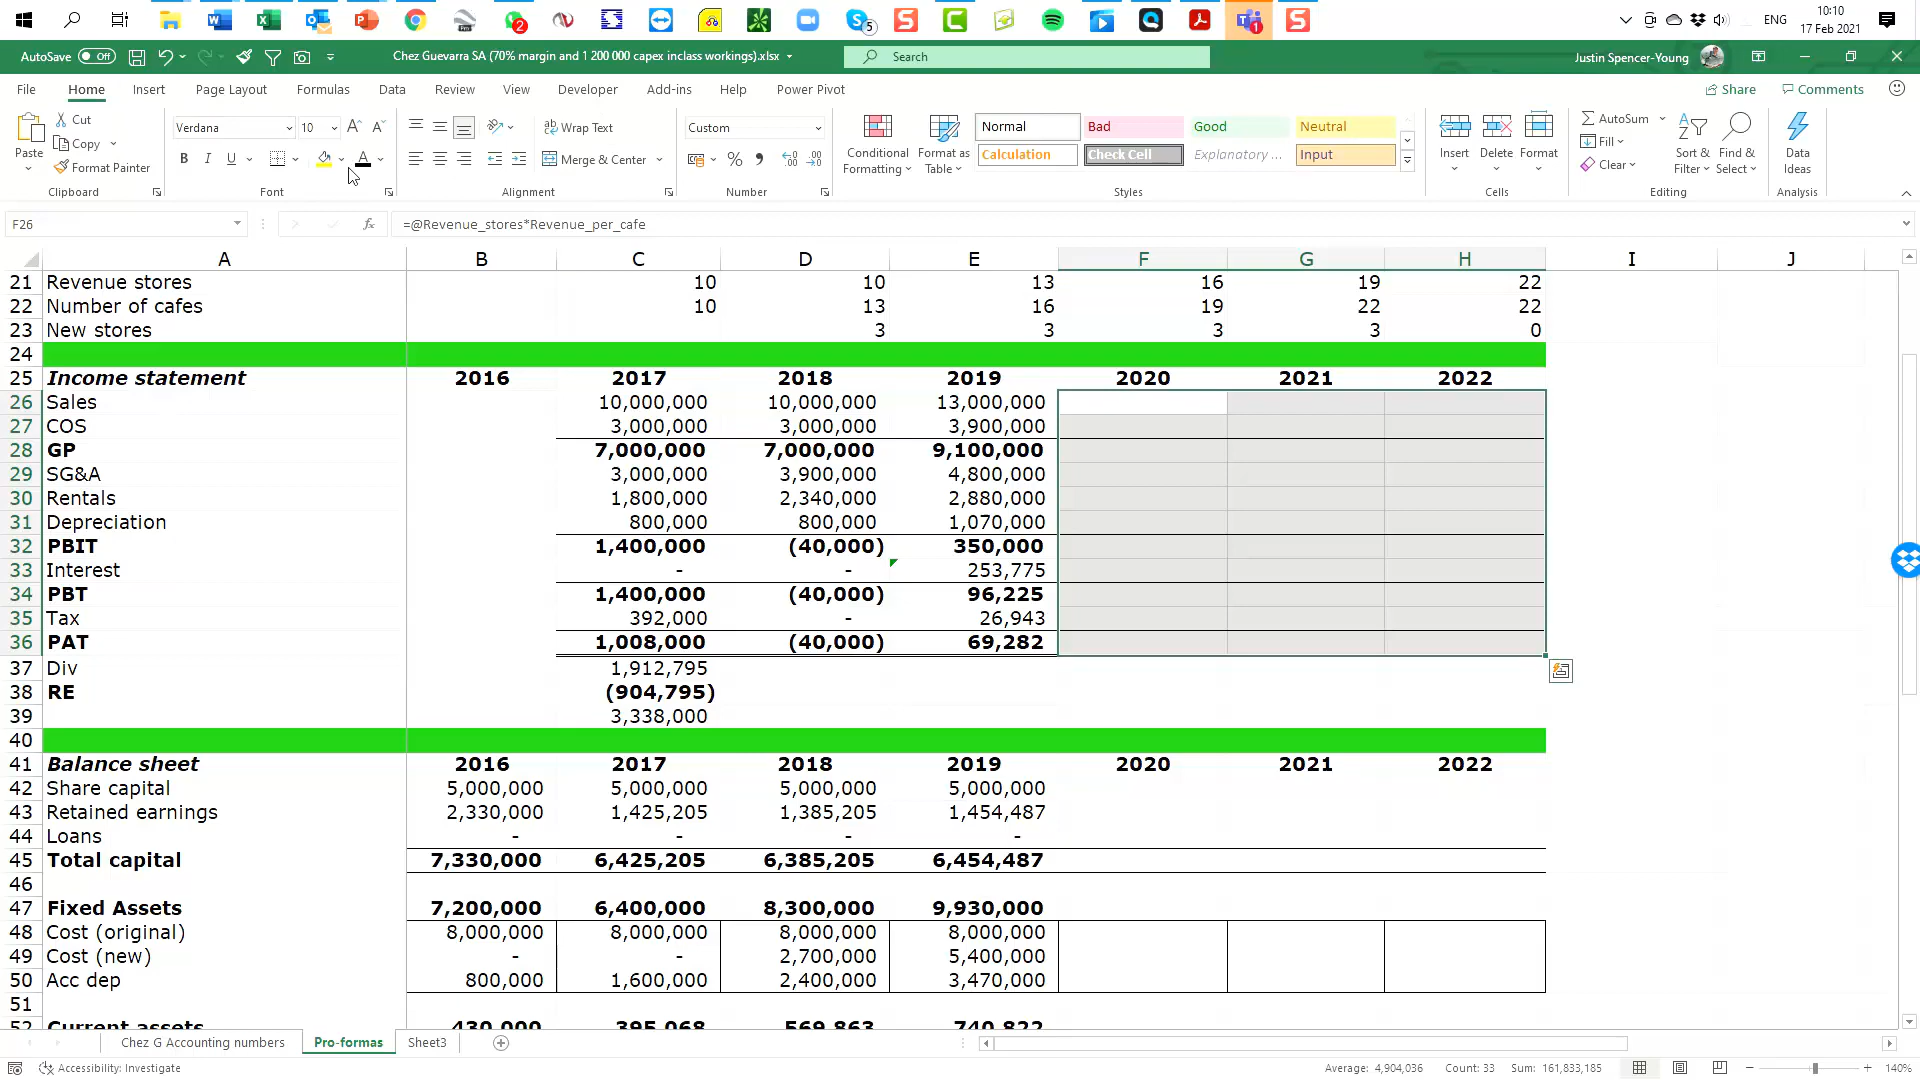 10:10
ENG
17 Feb 2021
AutoSave Off
Chez Guevarra SA (70% margin and 1 200 000 capex inclass workings).xlsx
Search
Justin Spencer-Young
File Home Insert Page Layout Formulas Data Review View Developer Add-ins Help Power Pivot Share Comments
Paste Cut Copy Format Painter
Verdana 10
Wrap Text
Merge & Center
Custom
Conditional Formatting
Format as Table
Normal Bad Good Neutral
Calculation Check Cell Explanatory ... Input
Insert Delete Format
AutoSum
Fill
Clear
Sort & Filter
Find & Select
Data Ideas
Clipboard Font Alignment Number Styles Cells Editing Analysis
F26 fx =@Revenue_stores*Revenue_per_cafe
A B C D E F G H I J
21 Revenue stores 10 10 13 16 19 22
22 Number of cafes 10 13 16 19 22 22
23 New stores 3 3 3 3 0
24
25 Income statement 2016 2017 2018 2019 2020 2021 2022
26 Sales 10,000,000 10,000,000 13,000,000
27 COS 3,000,000 3,000,000 3,900,000
28 GP 7,000,000 7,000,000 9,100,000
29 SG&A 3,000,000 3,900,000 4,800,000
30 Rentals 1,800,000 2,340,000 2,880,000
31 Depreciation 800,000 800,000 1,070,000
32 PBIT 1,400,000 (40,000) 350,000
33 Interest - - 253,775
34 PBT 1,400,000 (40,000) 96,225
35 Tax 392,000 - 26,943
36 PAT 1,008,000 (40,000) 69,282
37 Div 1,912,795
38 RE (904,795)
39 3,338,000
40
41 Balance sheet 2016 2017 2018 2019 2020 2021 2022
42 Share capital 5,000,000 5,000,000 5,000,000 5,000,000
43 Retained earnings 2,330,000 1,425,205 1,385,205 1,454,487
44 Loans - - - -
45 Total capital 7,330,000 6,425,205 6,385,205 6,454,487
46
47 Fixed Assets 7,200,000 6,400,000 8,300,000 9,930,000
48 Cost (original) 8,000,000 8,000,000 8,000,000 8,000,000
49 Cost (new) - - 2,700,000 5,400,000
50 Acc dep 800,000 1,600,000 2,400,000 3,470,000
51
52 Current assets 430,000 395,068 569,863 740,822
Chez G Accounting numbers Pro-formas Sheet3
Accessibility: Investigate Average: 4,904,036 Count: 33 Sum: 161,833,185 140%